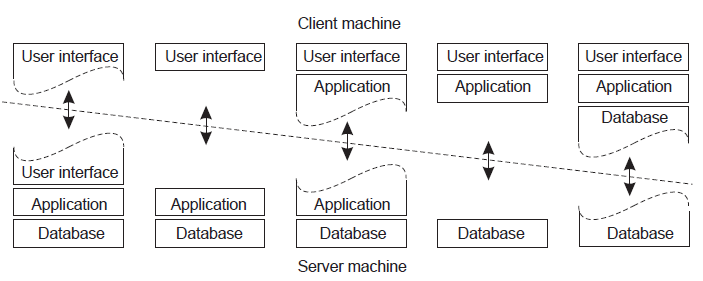 Client machine
User interface
User interface
User interface
User interface
User interface
Application
Application
Application
Database
User interface
Application
Application
Application
Database
Database
Database
Database
Database
Server machine